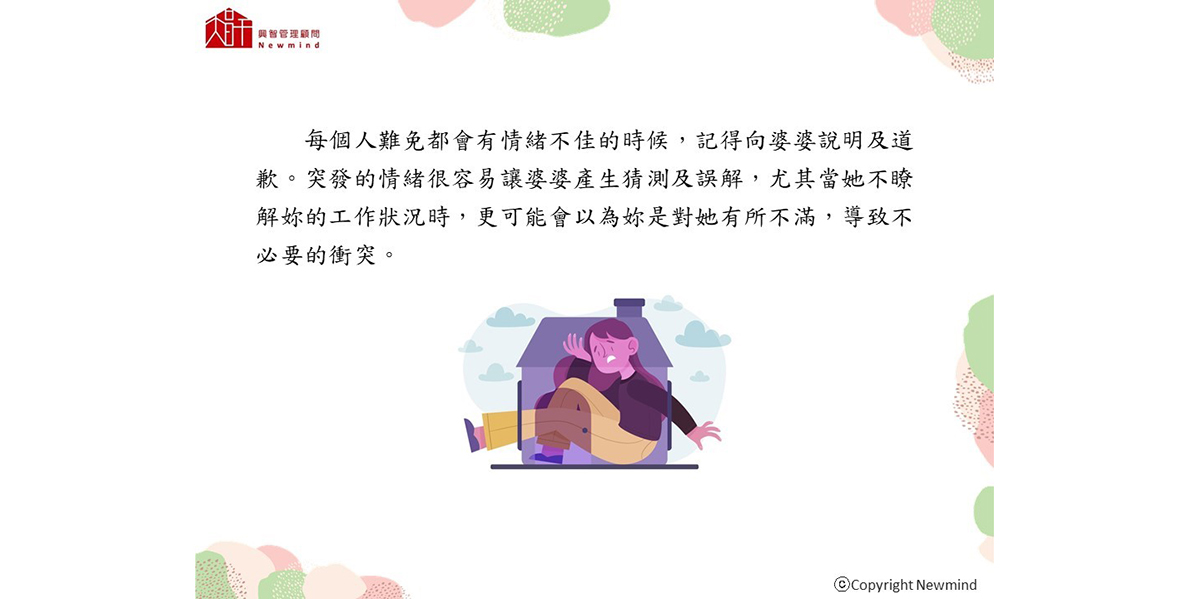 興智管理顧問
Newmind
每個人難免都會有情緒不佳的時候，記得向婆婆說明及道
歉。突發的情緒很容易讓婆婆產生猜測及誤解，尤其當她不瞭
解妳的工作狀況時，更可能會以為妳是對她有所不滿，導致不
必要的衝突。
©Copyright Newmind